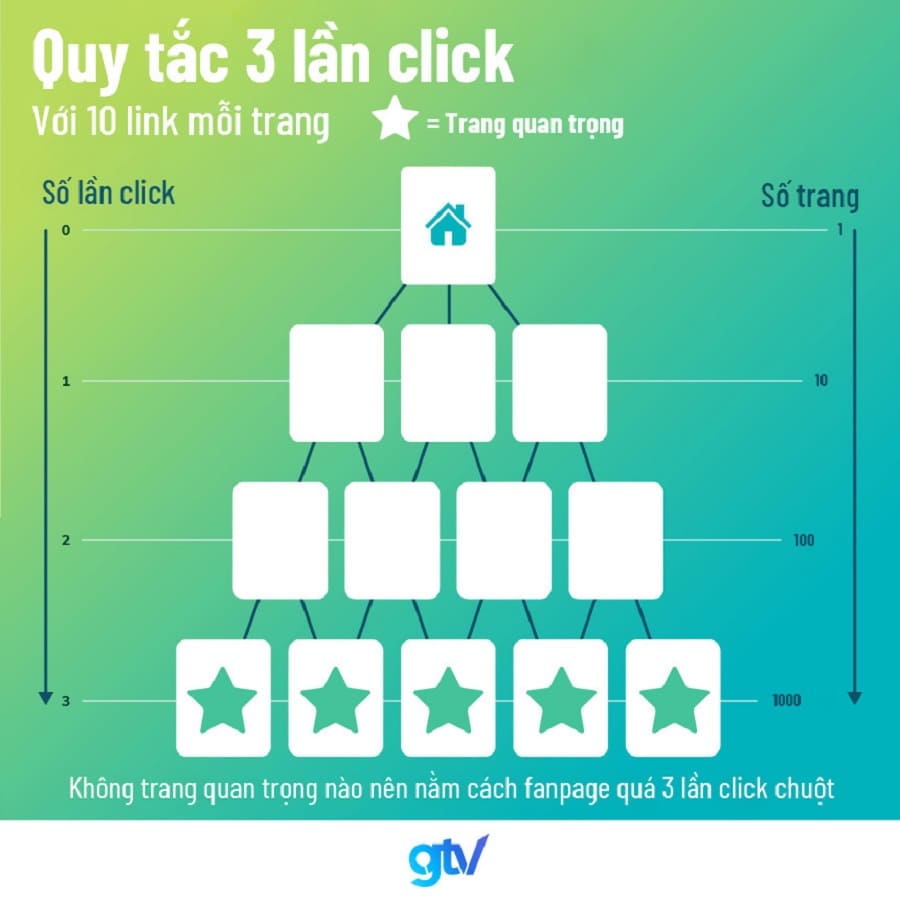 Quy tắc 3 lần click
Với 10 link mỗi trang
= Trang quan trọng
Số lần click
Số trang
0
1
1
10
2
100
3
1000
Không trang quan trọng nào nên nằm cách fanpage quá 3 lần click chuột
gtv